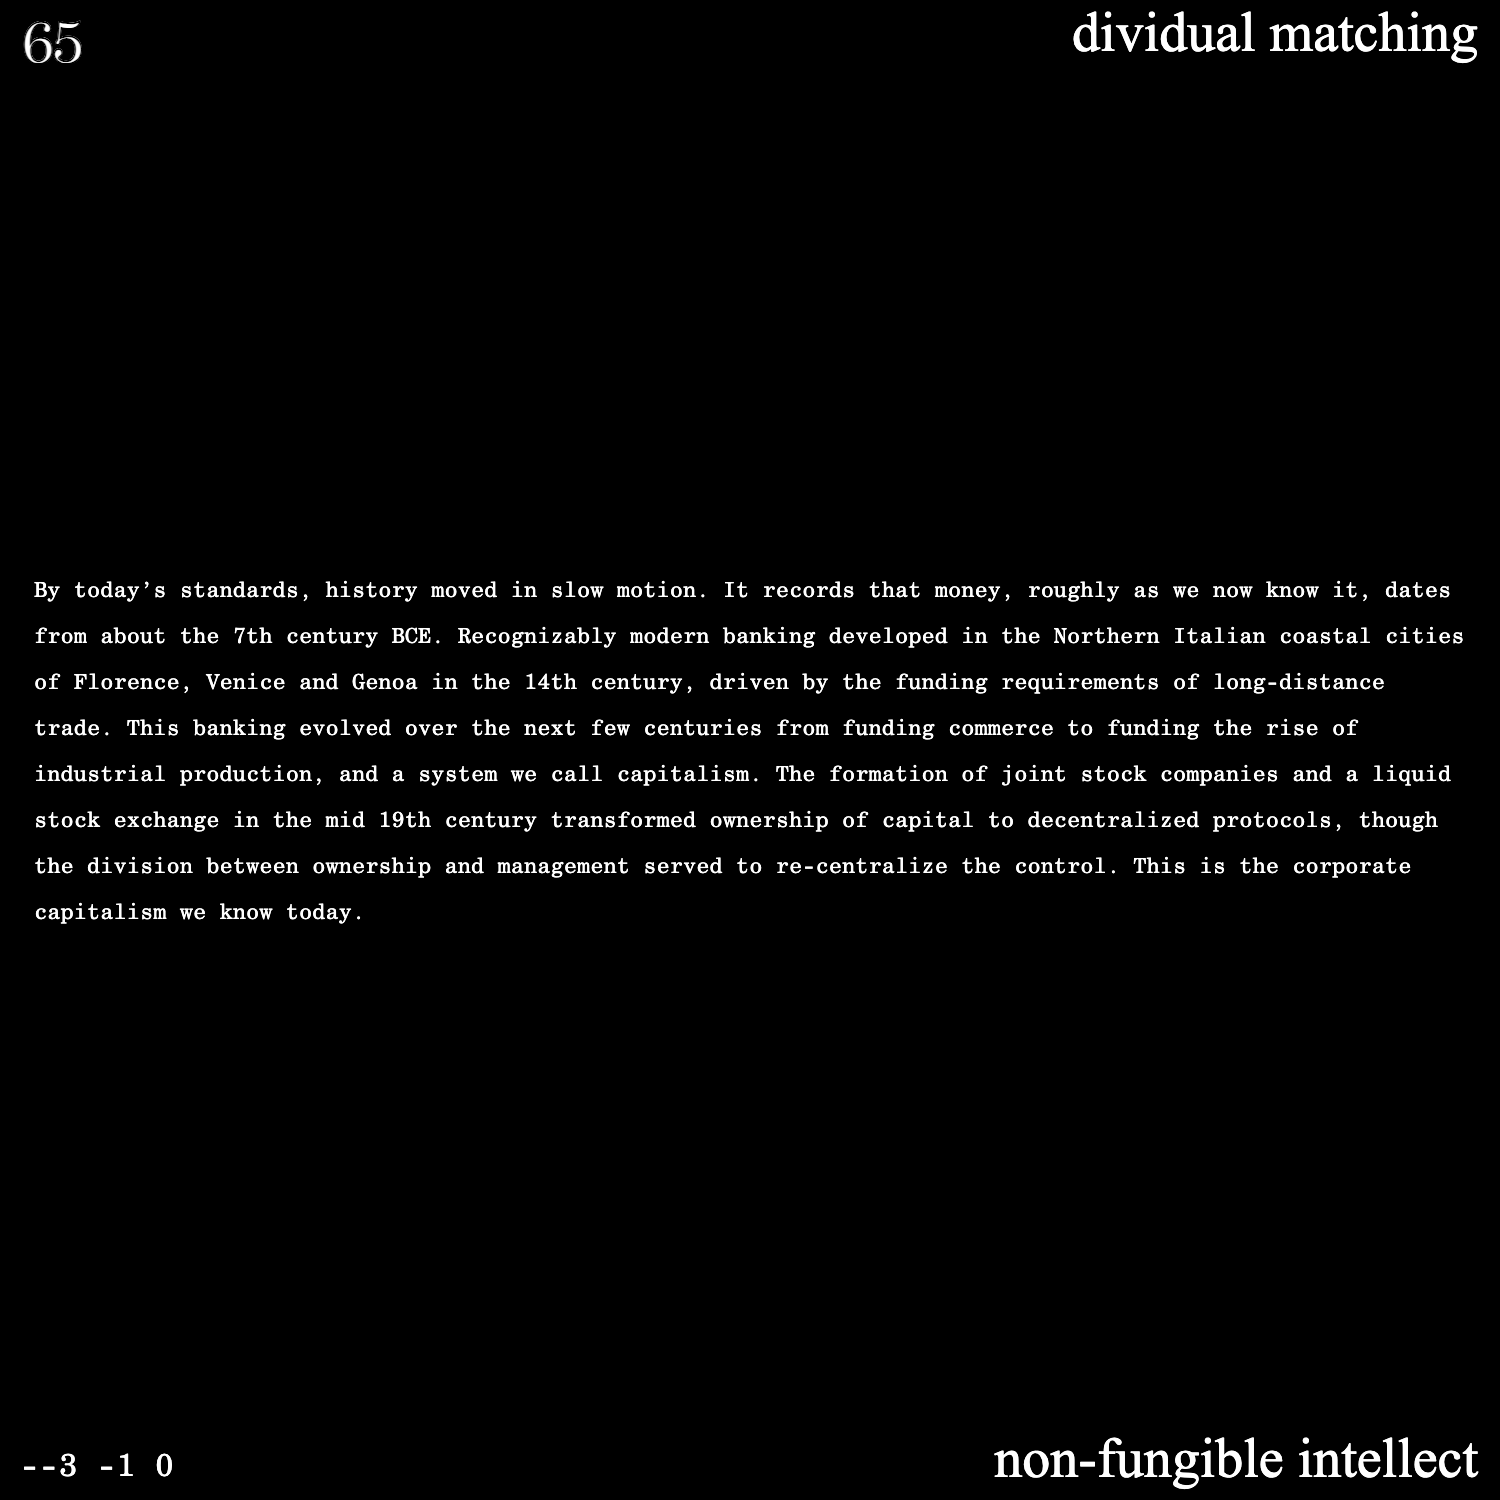 65
dividual matching
By today’s standards, history moved in slow motion. It records that money, roughly as we now know it, dates
from about the 7th century BCE. Recognizably modern banking developed in the Northern Italian coastal cities
of Florence, Venice and Genoa in the 14th century, driven by the funding requirements of long-distance
trade. This banking evolved over the next few centuries from funding commerce to funding the rise of
industrial production, and a system we call capitalism. The formation of joint stock companies and a liquid
stock exchange in the mid 19th century transformed ownership of capital to decentralized protocols, though
the division between ownership and management served to re-centralize the control. This is the corporate
capitalism we know today.
--3 -1 0
non-fungible intellect